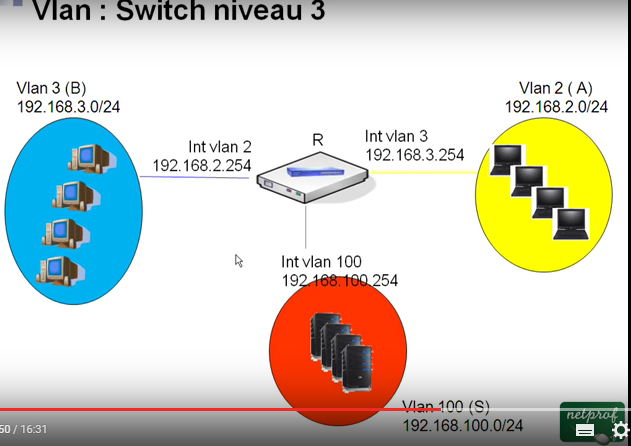 Vlan : Switch niveau 3
Vlan 3 (B)
192.168.3.0/24
Vlan 2 ( A)
192.168.2.0/24
Int vlan 2
192.168.2.254
R
Int vlan 3
192.168.3.254
Int vlan 100
192.168.100.254
Vlan 100 (S)
192.168.100.0/24
netprof
50 / 16:31